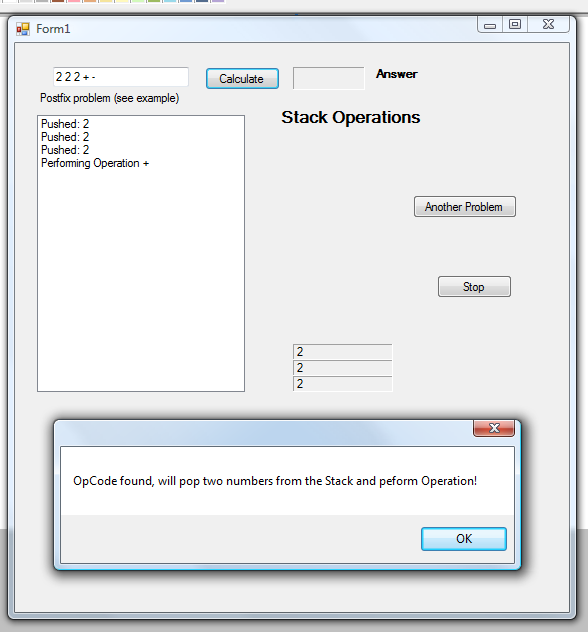 Form1
2 2 2 + -
Calculate
Answer
Postfix problem (see example)
Stack Operations
Pushed: 2
Pushed: 2
Pushed: 2
Performing Operation +
Another Problem
Stop
2
2
2
OpCode found, will pop two numbers from the Stack and peform Operation!
OK